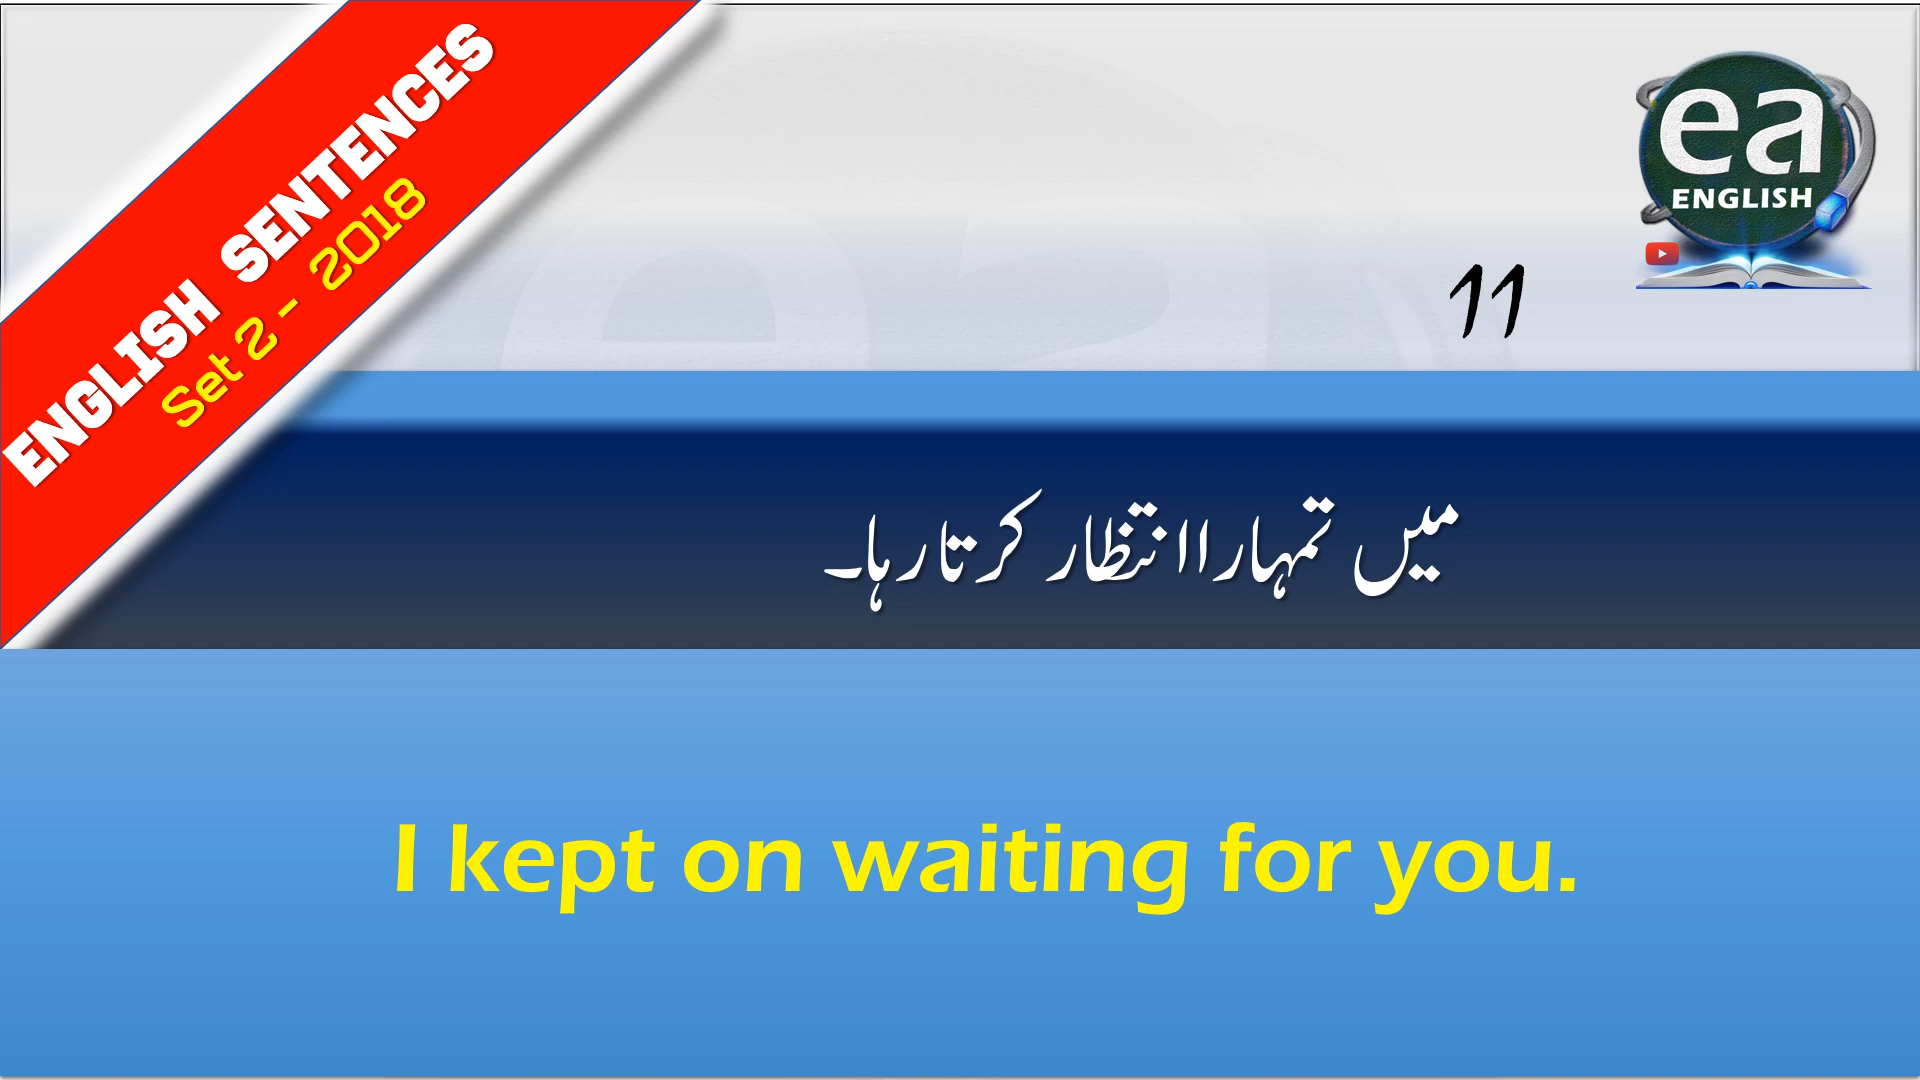 ENGLISH SENTENCES
Set 2 - 2018
ea
ENGLISH
11
میں تمہارا انتظار کرتا رہا۔
I kept on waiting for you.